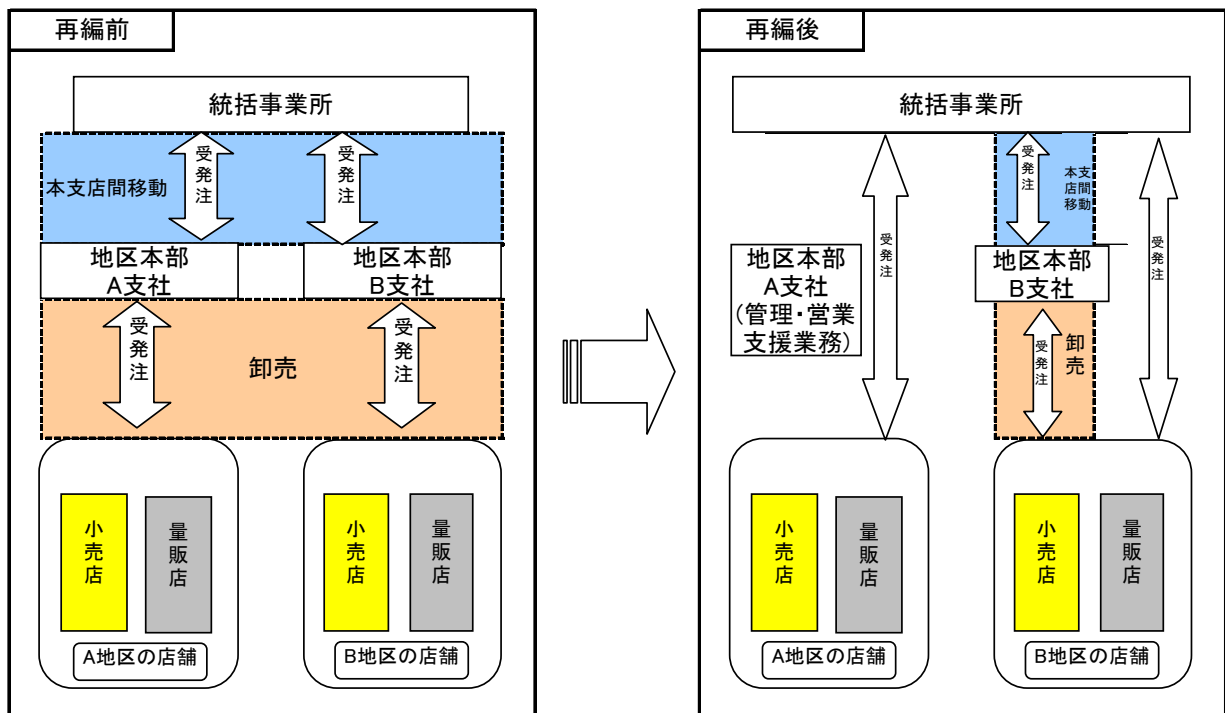 再編前
統括事業所
受発注
受発注
本支店間移動
地区本部
A支社
地区本部
B支社
受発注
受発注
卸売
小売店
量販店
小売店
量販店
A地区の店舗
B地区の店舗
再編後
統括事業所
受発注
本支
店間
移動
受発注
受発注
地区本部
A支社
(管理・営業
支援業務)
地区本部
B支社
受発注
卸売
小売店
量販店
小売店
量販店
A地区の店舗
B地区の店舗